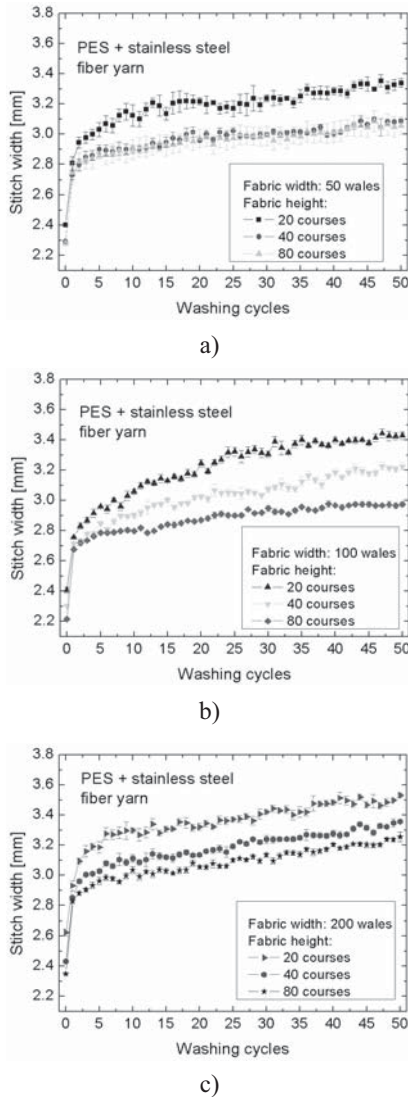 3.8
3.6
3.4
3.2
3.0
2.8
2.6
2.4
2.2
Stitch width [mm]
PES + stainless steel
fiber yarn
Fabric width: 50 wales
Fabric height:
20 courses
40 courses
80 courses
0 5 10 15 20 25 30 35 40 45 50
Washing cycles
a)
3.8
3.6
3.4
3.2
3.0
2.8
2.6
2.4
2.2
Stitch width [mm]
PES + stainless steel
fiber yarn
Fabric width: 100 wales
Fabric height:
20 courses
40 courses
80 courses
0 5 10 15 20 25 30 35 40 45 50
Washing cycles
b)
3.8
3.6
3.4
3.2
3.0
2.8
2.6
2.4
2.2
Stitch width [mm]
PES + stainless steel
fiber yarn
Fabric width: 200 wales
Fabric height:
20 courses
40 courses
80 courses
0 5 10 15 20 25 30 35 40 45 50
Washing cycles
c)